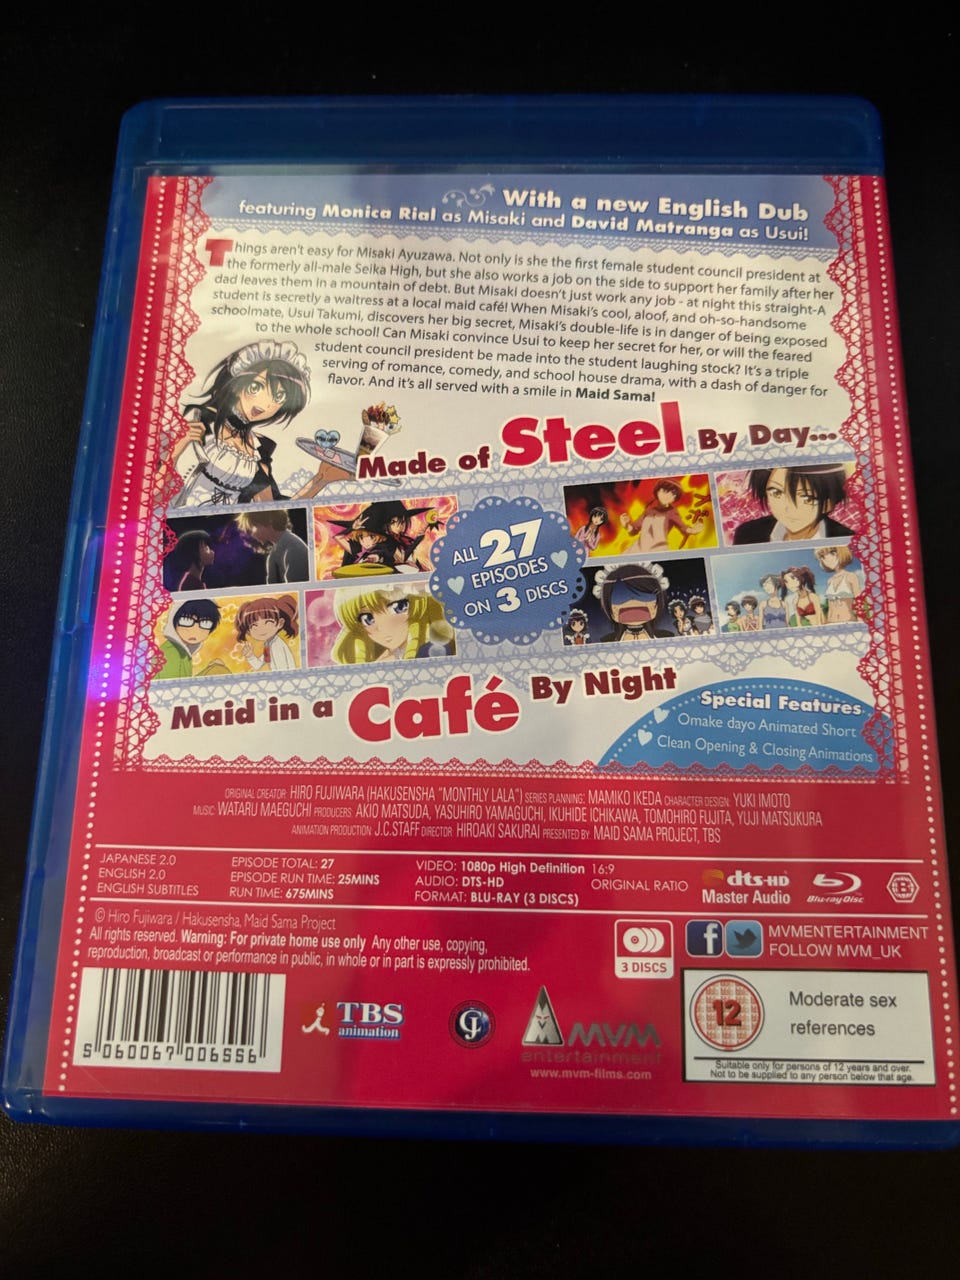 With a new English Dub
featuring Monica Rial as Misaki and David Matranga as Usui!
Things aren't easy for Misaki Ayuzawa. Not only is she the first female student council president at
the formerly all-male Seika High, but she also works a job on the side to support her family after her
dad leaves them in a mountain of debt. But Misaki doesn't just work any job - at night this straight-A
student is secretly a waitress at a local maid café! When Misaki's cool, aloof, and oh-so-handsome
schoolmate, Usui Takumi, discovers her big secret, Misaki's double-life is in danger of being exposed
to the whole school! Can Misaki convince Usui to keep her secret for her, or will the feared
student council president be made into the student laughing stock? It's a triple
serving of romance, comedy, and school house drama, with a dash of danger for
flavor. And it's all served with a smile in Maid Sama!
Made of Steel By Day...
ALL 27
EPISODES
ON 3 DISCS
Maid in a Café By Night
Special Features
Omake dayo Animated Short
Clean Opening & Closing Animations
ORIGINAL CREATOR: HIRO FUJIWARA (HAKUSENSHA "MONTHLY LALA") SERIES PLANNING: MAMIKO IKEDA CHARACTER DESIGN: YUKI IMOTO
MUSIC: WATARU MAEGUCHI PRODUCERS: AKIO MATSUDA, YASUHIRO YAMAGUCHI, IKUHIDE ICHIKAWA, TOMOHIRO FUJITA, YUJI MATSUKURA
ANIMATION PRODUCTION: J.C.STAFF DIRECTOR: HIROAKI SAKURAI PRESENTED BY: MAID SAMA PROJECT, TBS
JAPANESE 2.0
ENGLISH 2.0
ENGLISH SUBTITLES
EPISODE TOTAL: 27
EPISODE RUN TIME: 25MINS
RUN TIME: 675MINS
VIDEO: 1080p High Definition
AUDIO: DTS-HD
FORMAT: BLU-RAY (3 DISCS)
16:9
ORIGINAL RATIO
dts-HD
Master Audio
Blu-ray Disc
B
© Hiro Fujiwara / Hakusensha, Maid Sama Project
All rights reserved. Warning: For private home use only Any other use, copying,
reproduction, broadcast or performance in public, in whole or in part is expressly prohibited.
3 DISCS
f
MVMENTERTAINMENT
FOLLOW MVM_UK
5 060067 006556
TBS
animation
MVM
entertainment
www.mvm-films.com
12
Moderate sex
references
Suitable only for persons of 12 years and over.
Not to be supplied to any person below that age.